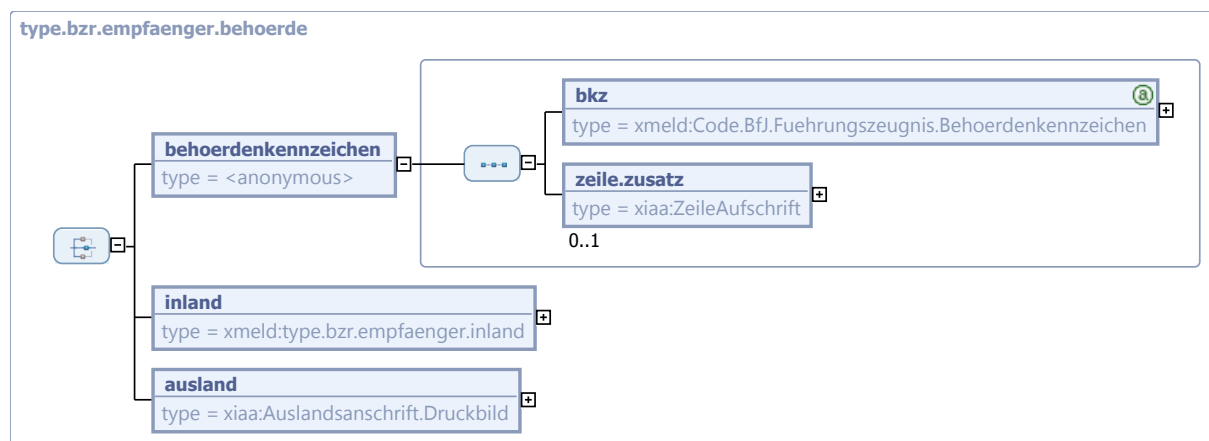 type.bzr.empfaenger.behoerde
bkz
a
type = xmeld:Code.BfJ.Fuehrungszeugnis.Behoerdenkennzeichen
behoerdenkennzeichen
type = <anonymous>
zeile.zusatz
type = xiaa:ZeileAufschrift
0..1
inland
type = xmeld:type.bzr.empfaenger.inland
ausland
type = xiaa:Auslandsanschrift.Druckbild